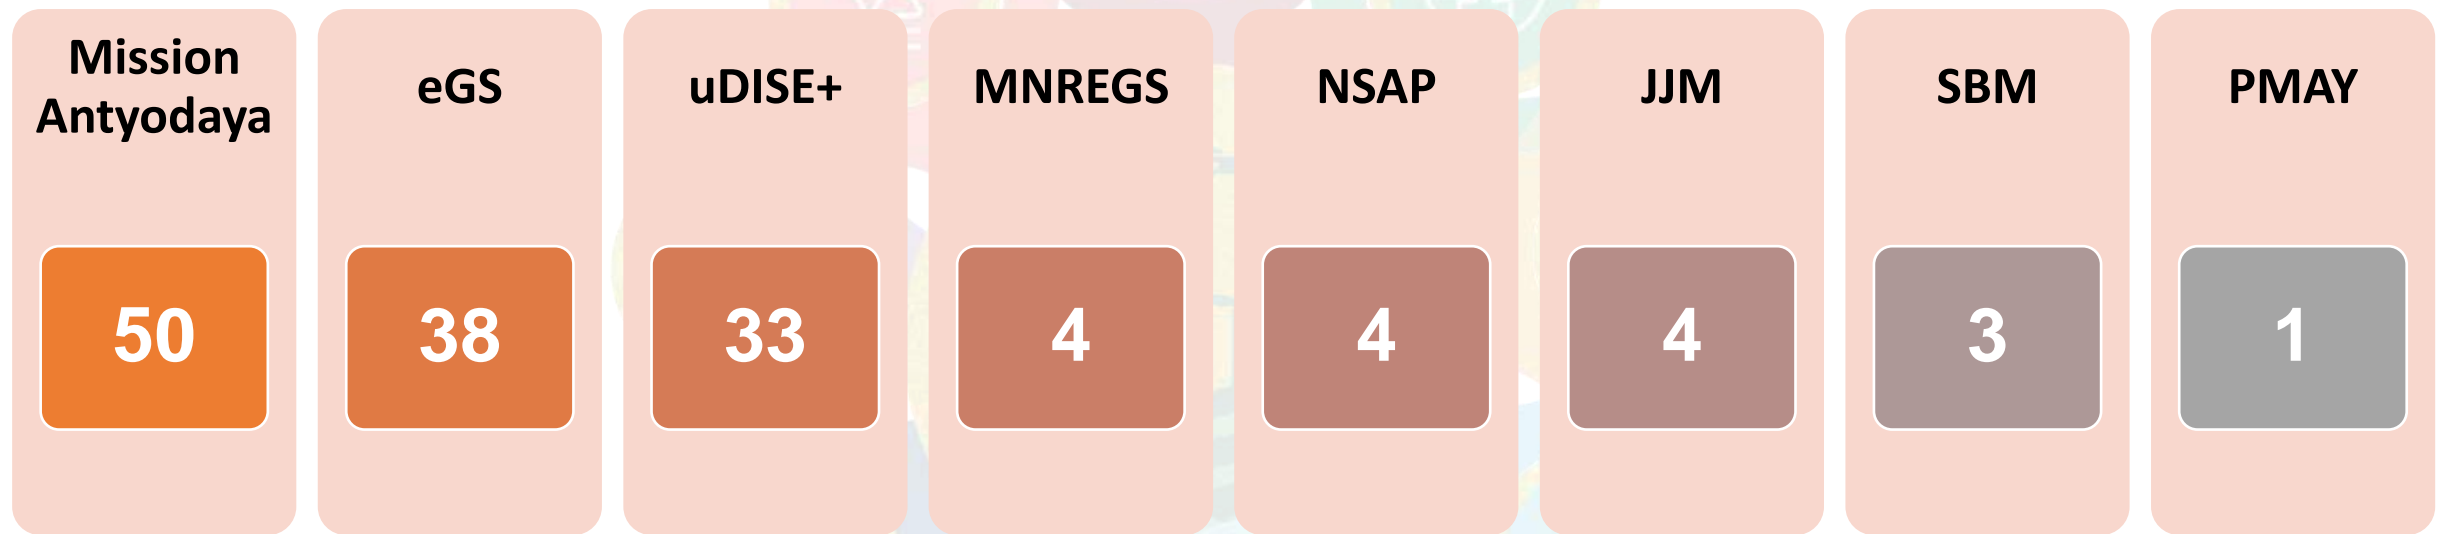 Mission
Antyodaya
eGS
uDISE+
MNREGS
NSAP
JJM
SBM
PMAY
50
38
33
4
4
4
3
1